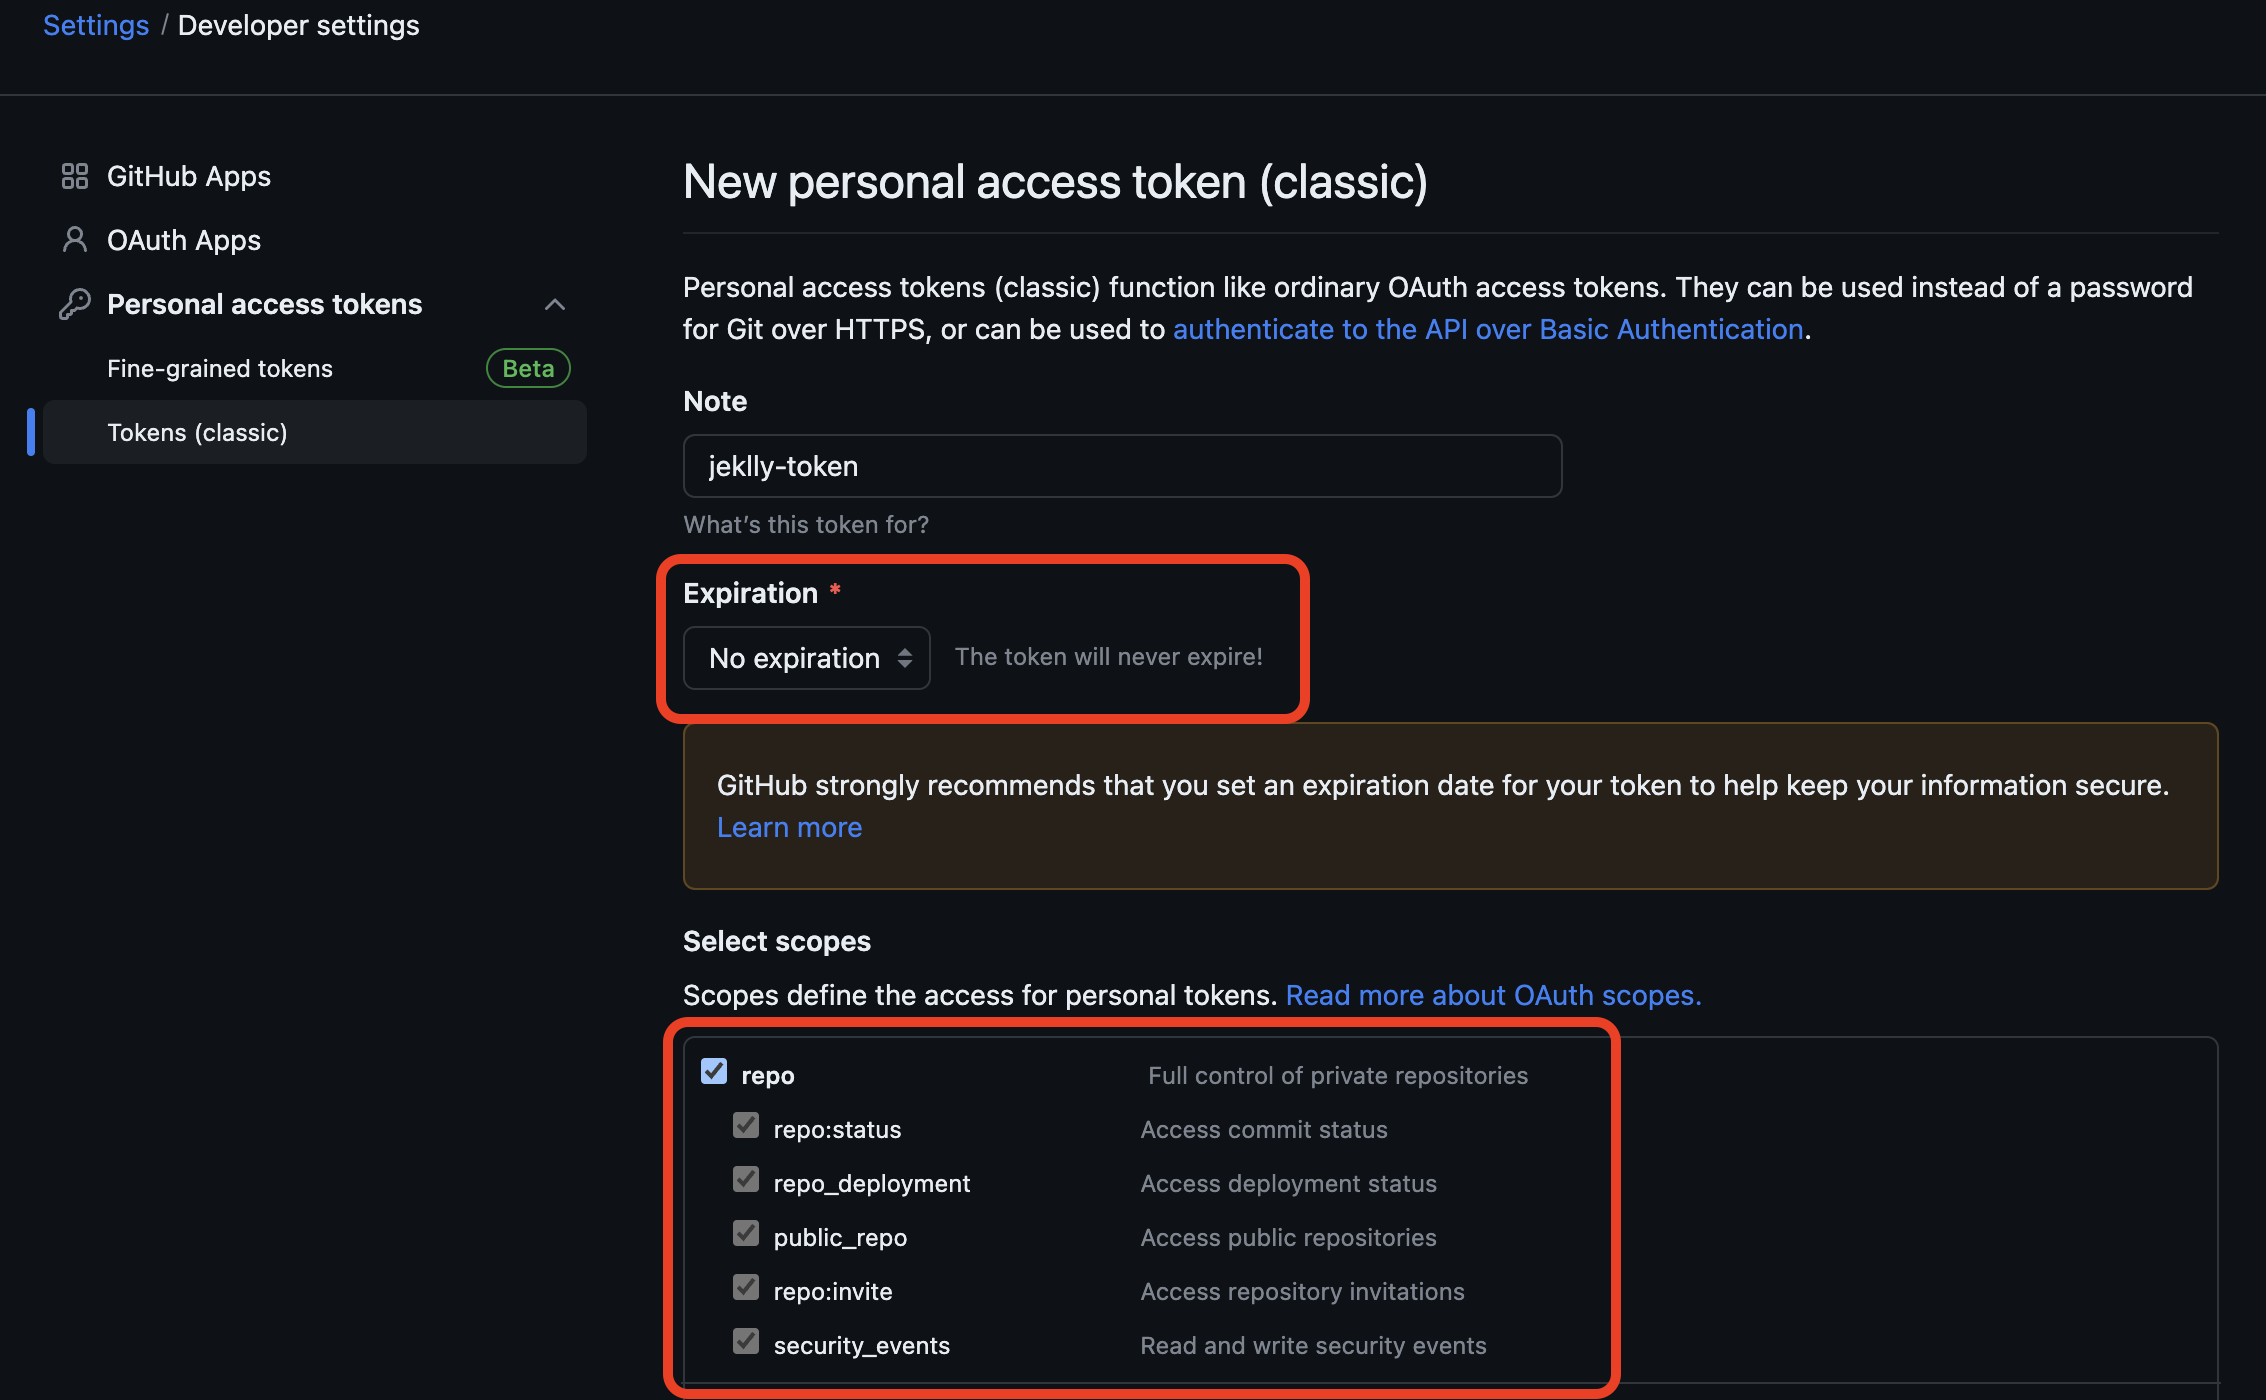 Settings / Developer settings
GitHub Apps
OAuth Apps
Personal access tokens
Fine-grained tokens Beta
Tokens (classic)
New personal access token (classic)
Personal access tokens (classic) function like ordinary OAuth access tokens. They can be used instead of a password
for Git over HTTPS, or can be used to authenticate to the API over Basic Authentication.
Note
jeklly-token
What's this token for?
Expiration *
No expiration The token will never expire!
GitHub strongly recommends that you set an expiration date for your token to help keep your information secure.
Learn more
Select scopes
Scopes define the access for personal tokens. Read more about OAuth scopes.
repo Full control of private repositories
repo:status Access commit status
repo_deployment Access deployment status
public_repo Access public repositories
repo:invite Access repository invitations
security_events Read and write security events